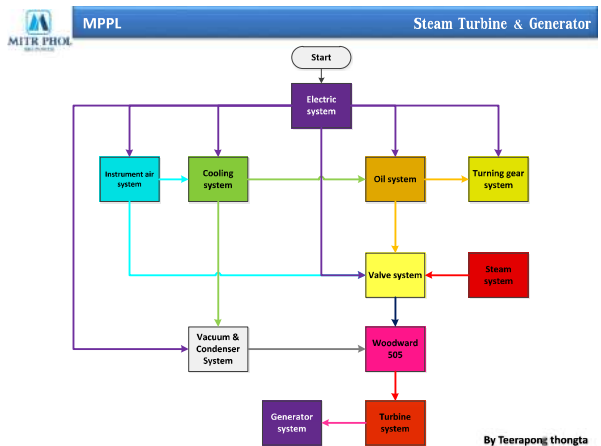 MPPL
Steam Turbine & Generator
MITR PHOL
Start
Electric
system
Instrument air
system
Cooling
system
Oil system
Turning gear
system
Valve system
Steam
system
Vacuum &
Condenser
System
Woodward
505
Generator
system
Turbine
system
By Teerapong thongta